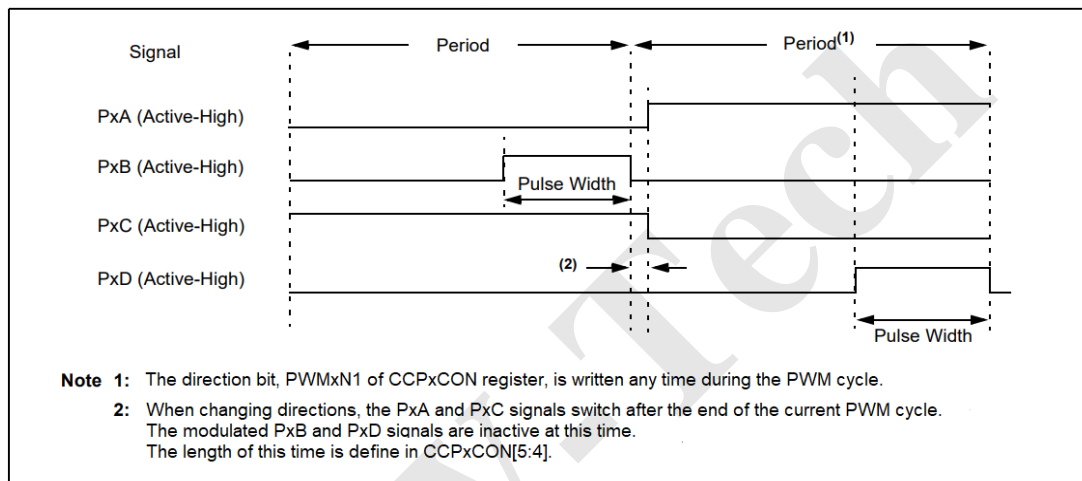 Signal
Period
Period(1)
PxA (Active-High)
PxB (Active-High)
Pulse Width
PxC (Active-High)
(2)
PxD (Active-High)
Pulse Width
Note 1: The direction bit, PWMxN1 of CCPxCON register, is written any time during the PWM cycle.
2: When changing directions, the PxA and PxC signals switch after the end of the current PWM cycle.
The modulated PxB and PxD signals are inactive at this time.
The length of this time is define in CCPxCON[5:4].